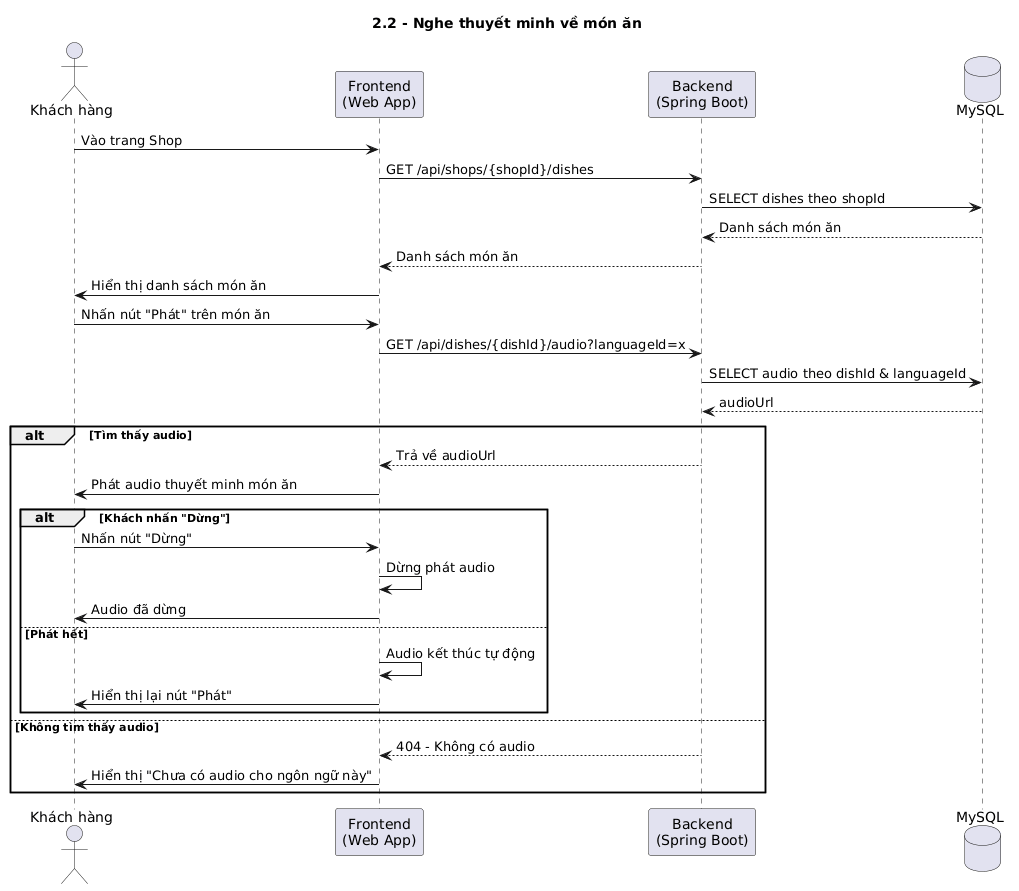 2.2 - Nghe thuyết minh về món ăn
Khách hàng
Frontend
(Web App)
Backend
(Spring Boot)
MySQL
Vào trang Shop
GET /api/shops/{shopId}/dishes
SELECT dishes theo shopId
Danh sách món ăn
Danh sách món ăn
Hiển thị danh sách món ăn
Nhấn nút "Phát" trên món ăn
GET /api/dishes/{dishId}/audio?languageId=x
SELECT audio theo dishId & languageId
audioUrl
alt [Tìm thấy audio]
Trả về audioUrl
Phát audio thuyết minh món ăn
alt [Khách nhấn "Dừng"]
Nhấn nút "Dừng"
Dừng phát audio
Audio đã dừng
[Phát hết]
Audio kết thúc tự động
Hiển thị lại nút "Phát"
[Không tìm thấy audio]
404 - Không có audio
Hiển thị "Chưa có audio cho ngôn ngữ này"
Khách hàng
Frontend
(Web App)
Backend
(Spring Boot)
MySQL